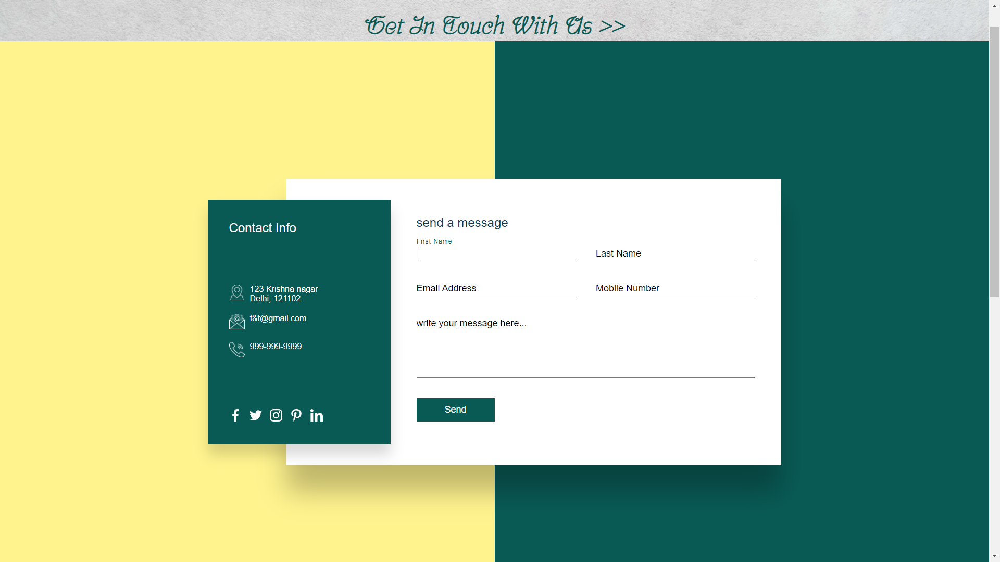 Get In Touch With Us >>
Contact Info
123 Krishna nagar
Delhi, 121102
f&f@gmail.com
999-999-9999
send a message
First Name
Last Name
Email Address
Mobile Number
write your message here...
Send